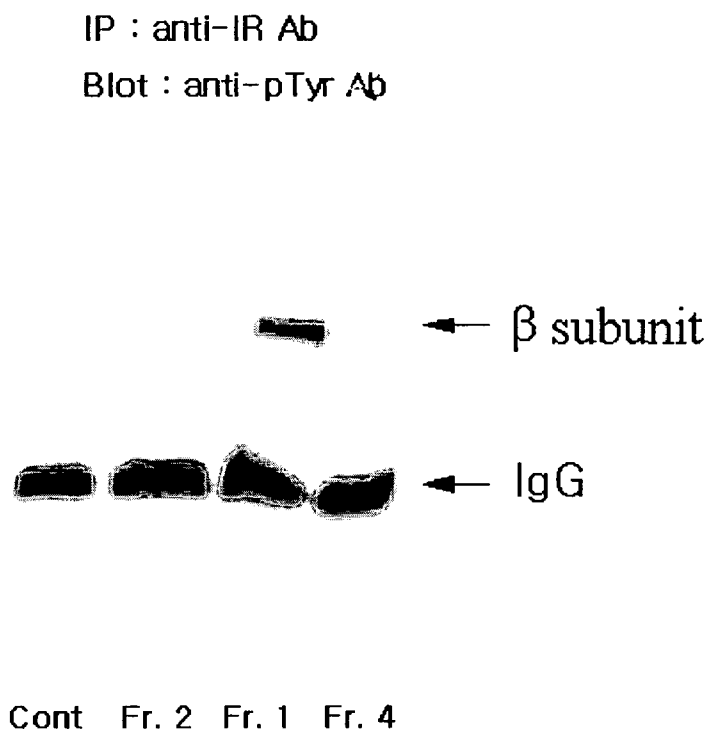 IP : anti-IR Ab
Blot : anti-pTyr Ab
β subunit
IgG
Cont Fr. 2 Fr. 1 Fr. 4